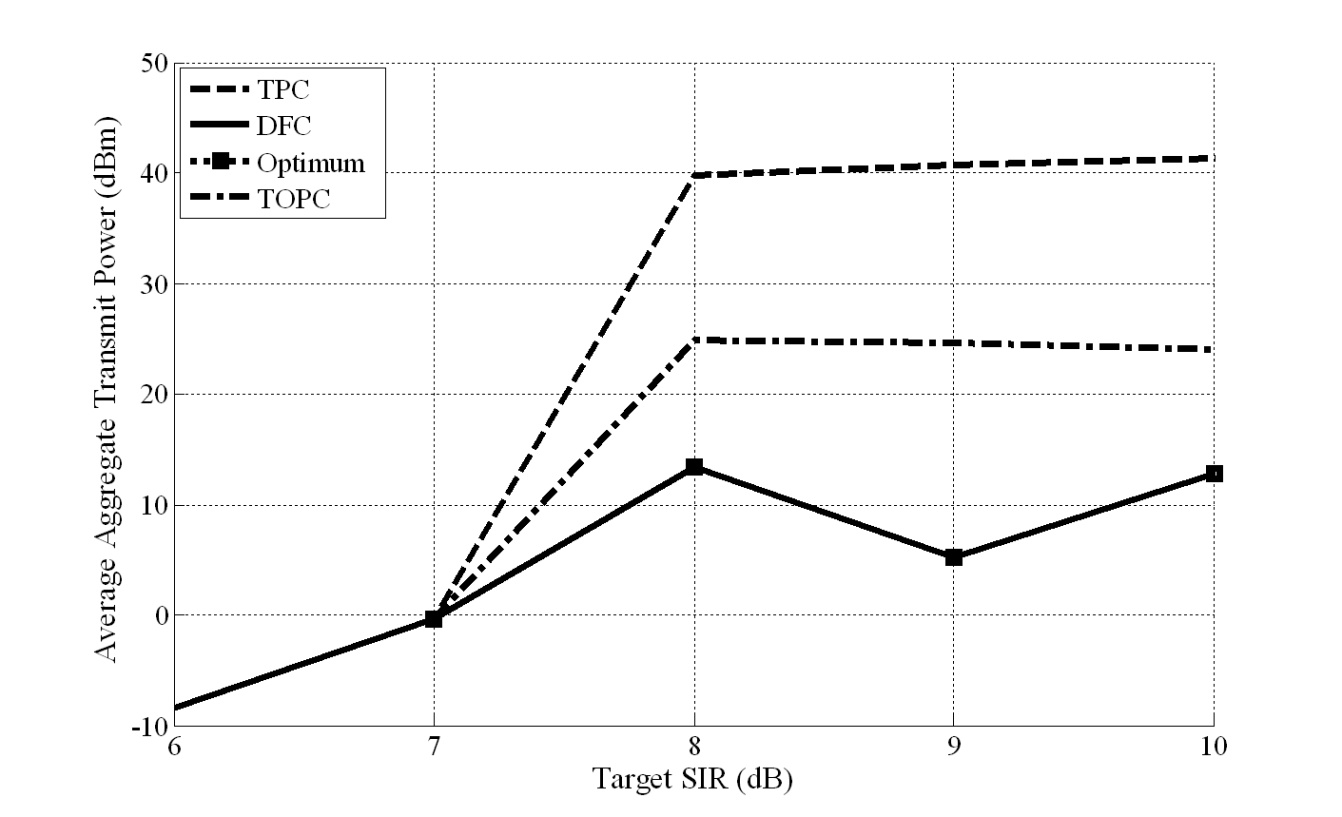 50
40
30
20
10
0
-10
6 7 8 9 10
Target SIR (dB)
Average Aggregate Transmit Power (dBm)
TPC
DFC
Optimum
TOPC